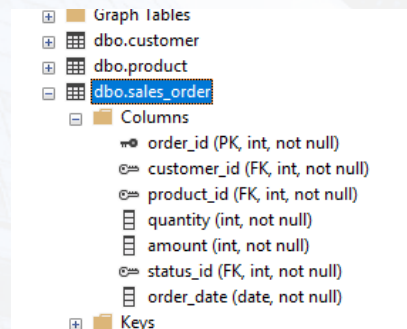 Graph Tables
dbo.customer
dbo.product
dbo.sales_order
Columns
order_id (PK, int, not null)
customer_id (FK, int, not null)
product_id (FK, int, not null)
quantity (int, not null)
amount (int, not null)
status_id (FK, int, not null)
order_date (date, not null)
Keys